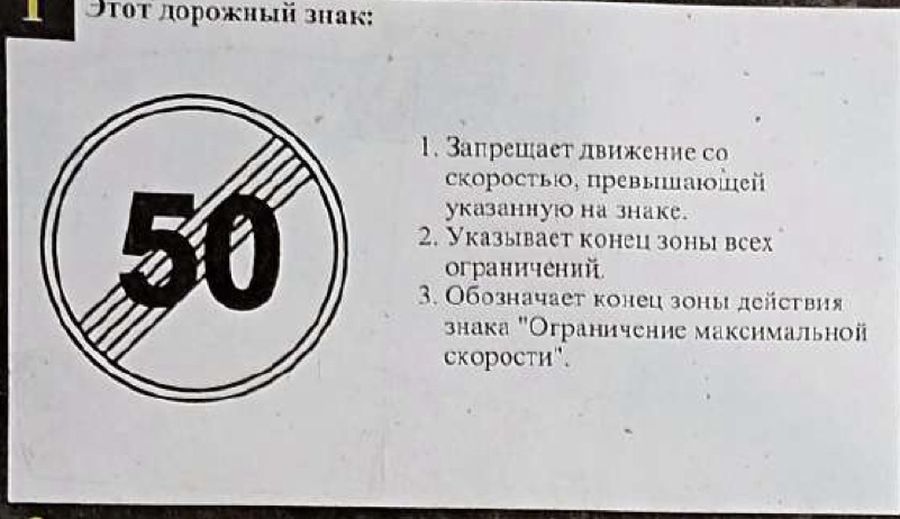 1 Этот дорожный знак:
50
1. Запрещает движение со
скоростью, превышающей
указанную на знаке.
2. Указывает конец зоны всех
ограничений.
3. Обозначает конец зоны действия
знака "Ограничение максимальной
скорости".